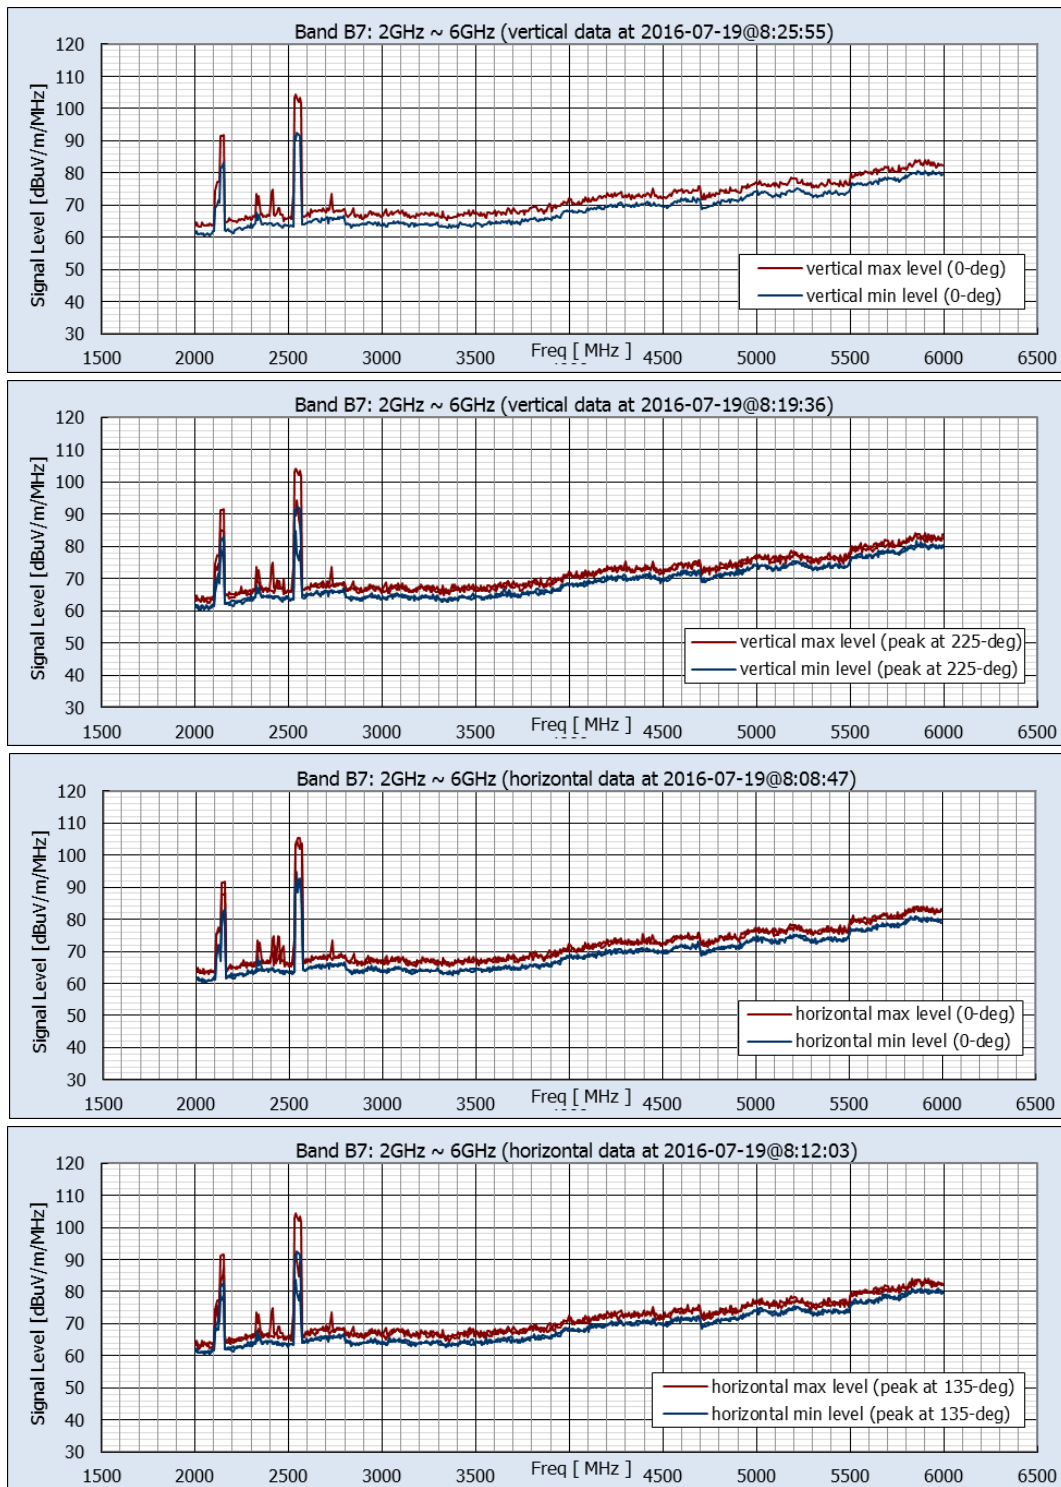 Band B7: 2GHz ~ 6GHz (vertical data at 2016-07-19@8:25:55)
Signal Level [dBuV/m/MHz]
120
110
100
90
80
70
60
50
40
30
vertical max level (0-deg)
vertical min level (0-deg)
1500 2000 2500 3000 3500 4500 5000 5500 6000 6500
Freq [ MHz ]
Band B7: 2GHz ~ 6GHz (vertical data at 2016-07-19@8:19:36)
Signal Level [dBuV/m/MHz]
120
110
100
90
80
70
60
50
40
30
vertical max level (peak at 225-deg)
vertical min level (peak at 225-deg)
1500 2000 2500 3000 3500 4500 5000 5500 6000 6500
Freq [ MHz ]
Band B7: 2GHz ~ 6GHz (horizontal data at 2016-07-19@8:08:47)
Signal Level [dBuV/m/MHz]
120
110
100
90
80
70
60
50
40
30
horizontal max level (0-deg)
horizontal min level (0-deg)
1500 2000 2500 3000 3500 4500 5000 5500 6000 6500
Freq [ MHz ]
Band B7: 2GHz ~ 6GHz (horizontal data at 2016-07-19@8:12:03)
Signal Level [dBuV/m/MHz]
120
110
100
90
80
70
60
50
40
30
horizontal max level (peak at 135-deg)
horizontal min level (peak at 135-deg)
1500 2000 2500 3000 3500 4500 5000 5500 6000 6500
Freq [ MHz ]